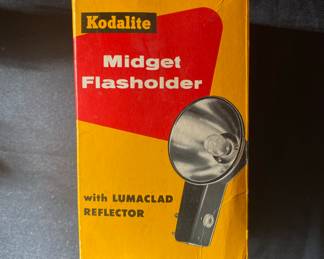 Kodalite
Midget
Flasholder
with LUMACLAD
REFLECTOR